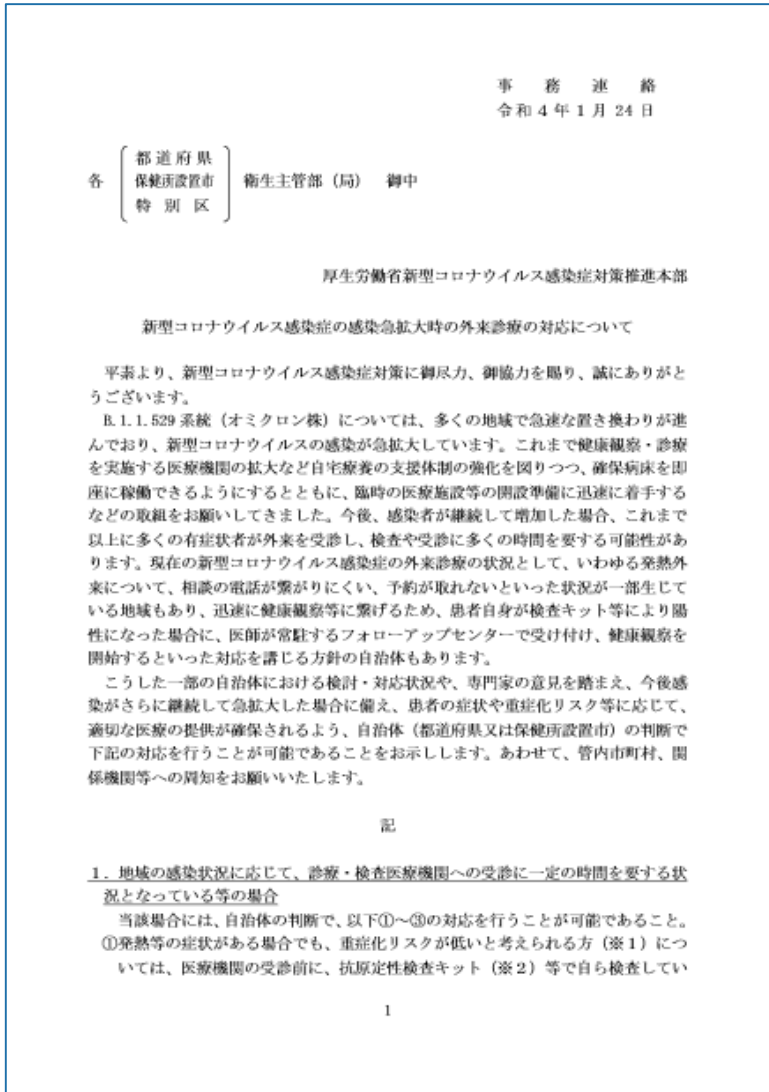 事　務　連　絡
令和4年1月24日
都道府県
各 保健所設置市 衛生主管部（局）　御中
特　別　区
厚生労働省新型コロナウイルス感染症対策推進本部
新型コロナウイルス感染症の感染急拡大時の外来診療の対応について
　平素より、新型コロナウイルス感染症対策に御尽力、御協力を賜り、誠にありがと
うございます。
　B.1.1.529 系統（オミクロン株）については、多くの地域で急速な置き換わりが進
んでおり、新型コロナウイルスの感染が急拡大しています。これまで健康観察・診療
を実施する医療機関の拡大など自宅療養の支援体制の強化を図りつつ、確保病床を即
座に稼働できるようにするとともに、臨時の医療施設等の開設準備に迅速に着手する
などの取組をお願いしてきました。今後、感染者が継続して増加した場合、これまで
以上に多くの有症状者が外来を受診し、検査や受診に多くの時間を要する可能性があ
ります。現在の新型コロナウイルス感染症の外来診療の状況として、いわゆる発熱外
来について、相談の電話が繋がりにくい、予約が取れないといった状況が一部生じて
いる地域もあり、迅速に健康観察等に繋げるため、患者自身が検査キット等により陽
性になった場合に、医師が常駐するフォローアップセンターで受け付け、健康観察を
開始するといった対応を講じる方針の自治体もあります。
　こうした一部の自治体における検討・対応状況や、専門家の意見を踏まえ、今後感
染がさらに継続して急拡大した場合に備え、患者の症状や重症化リスク等に応じて、
適切な医療の提供が確保されるよう、自治体（都道府県又は保健所設置市）の判断で
下記の対応を行うことが可能であることをお示しします。あわせて、管内市町村、関
係機関等への周知をお願いいたします。
記
１．地域の感染状況に応じて、診療・検査医療機関への受診に一定の時間を要する状
況となっている等の場合
　当該場合には、自治体の判断で、以下①～③の対応を行うことが可能であること。
①発熱等の症状がある場合でも、重症化リスクが低いと考えられる方（※１）につ
いては、医療機関の受診前に、抗原定性検査キット（※２）等で自ら検査してい
1